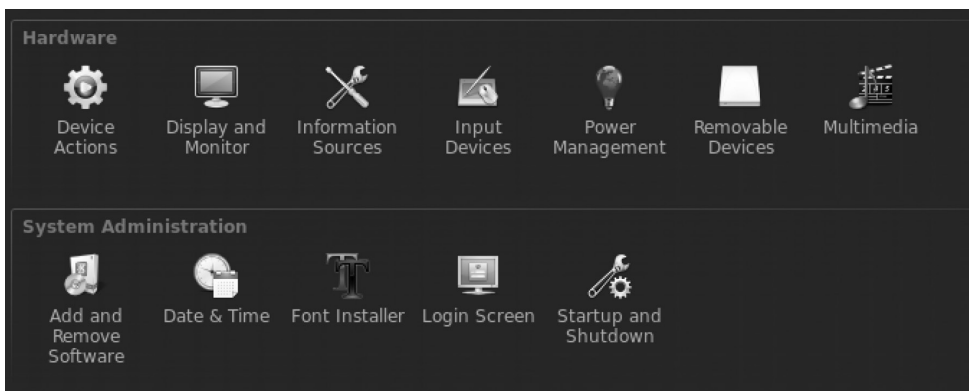 Hardware
Device Display and Information Input Power Removable Multimedia
Actions Monitor Sources Devices Management Devices
System Administration
Add and Date & Time Font Installer Login Screen Startup and
Remove Shutdown
Software